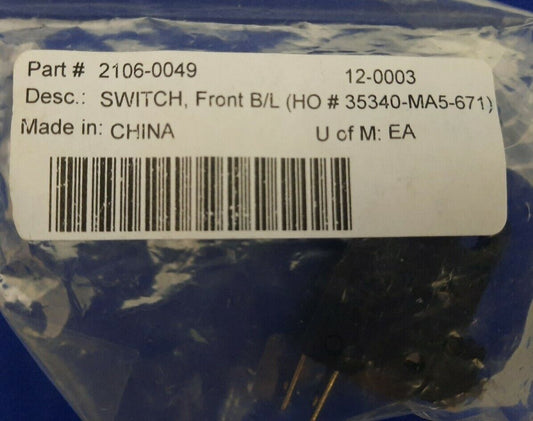 Part # 2106-0049 12-0003
Desc.: SWITCH, Front B/L (HO # 35340-MA5-671)
Made in: CHINA U of M: EA